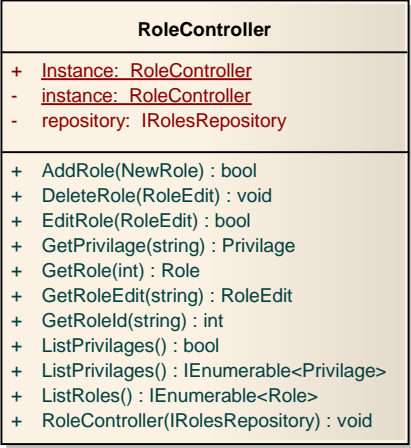 RoleController
+ Instance: RoleController
- instance: RoleController
- repository: IRolesRepository
+ AddRole(NewRole) : bool
+ DeleteRole(RoleEdit) : void
+ EditRole(RoleEdit) : bool
+ GetPrivilage(string) : Privilage
+ GetRole(int) : Role
+ GetRoleEdit(string) : RoleEdit
+ GetRoleId(string) : int
+ ListPrivilages() : bool
+ ListPrivilages() : IEnumerable<Privilage>
+ ListRoles() : IEnumerable<Role>
+ RoleController(IRolesRepository) : void